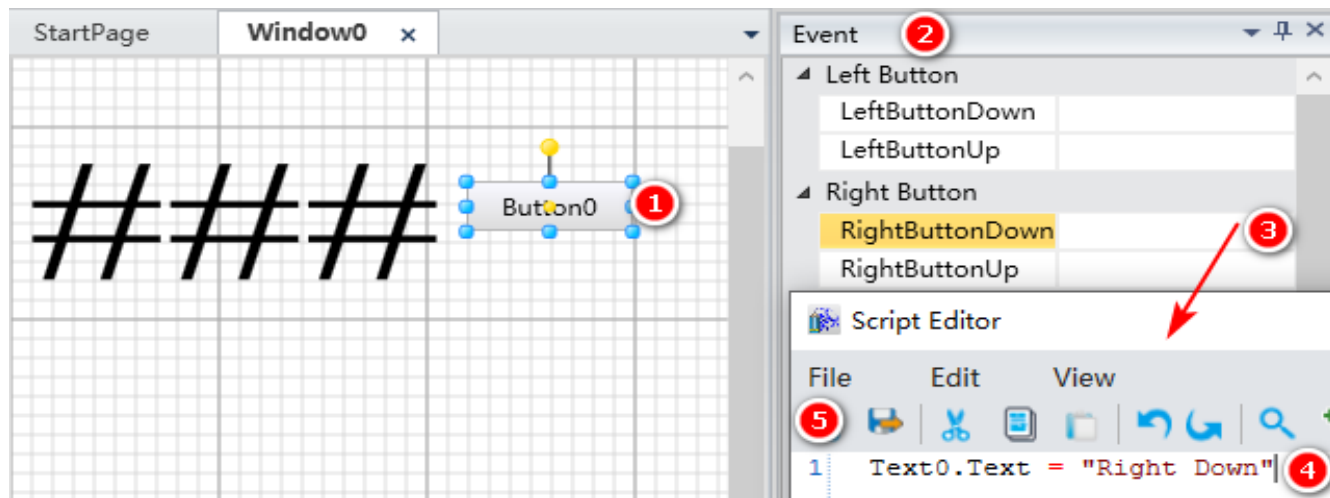 StartPage
Window0 x
Event 2
Left Button
LeftButtonDown
LeftButtonUp
Right Button
RightButtonDown
3
RightButtonUp
###
Button0 1
Script Editor
File Edit View
5
1 Text0.Text = "Right Down" 4